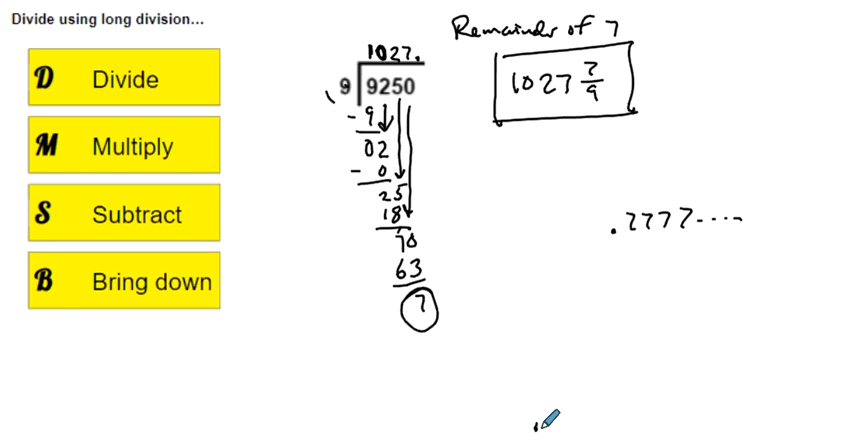 Divide using long division...
D Divide
M Multiply
S Subtract
B Bring down
1027.
9 9250
- 9
02
- 0
25
18
70
63
7
Remainder of 7
1027 7/9
.7777....